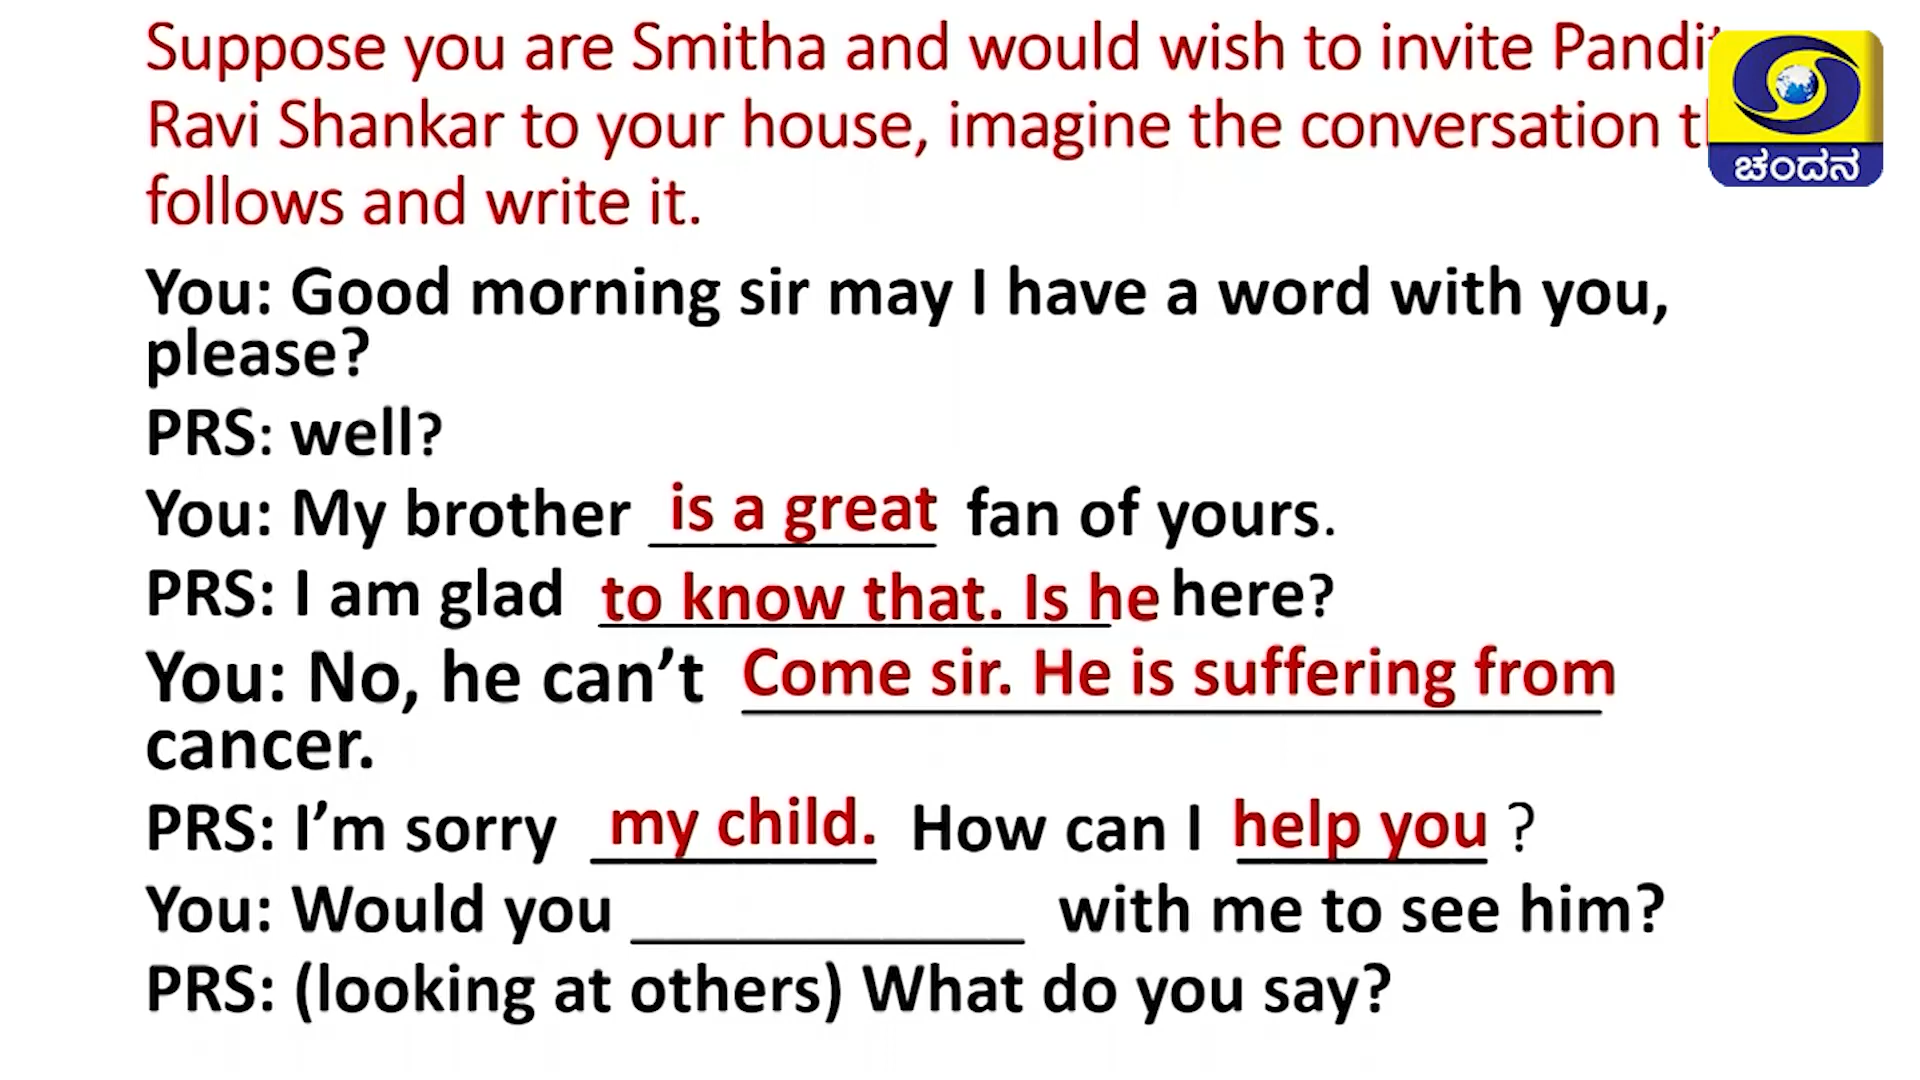 Suppose you are Smitha and would wish to invite Pandit
Ravi Shankar to your house, imagine the conversation
follows and write it.
ಚಂದನ
You: Good morning sir may I have a word with you,
please?
PRS: well?
You: My brother is a great fan of yours.
PRS: I am glad to know that. Is he here?
You: No, he can’t Come sir. He is suffering from
cancer.
PRS: I’m sorry my child. How can I help you ?
You: Would you ____________ with me to see him?
PRS: (looking at others) What do you say?